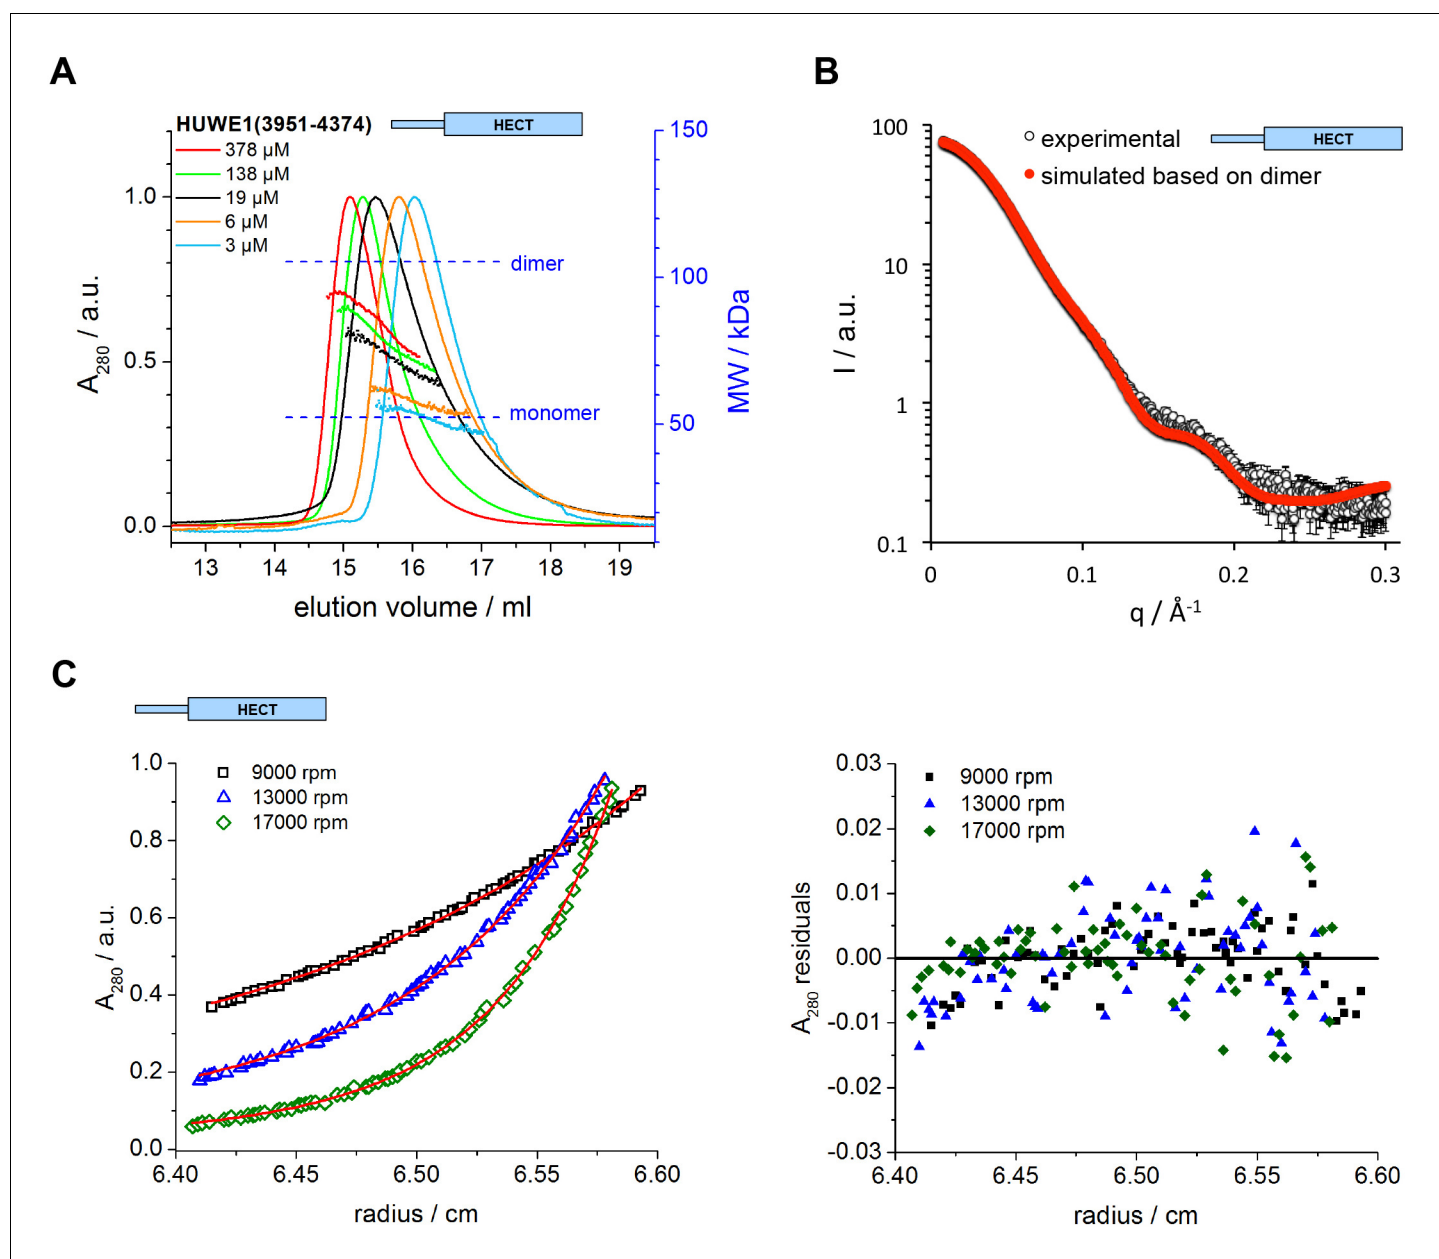 A
HUWE1(3951-4374)
HECT
378 µM
138 µM
19 µM
6 µM
3 µM
dimer
monomer
1.0
0.5
0.0
A280 / a.u.
150
100
50
MW / kDa
13 14 15 16 17 18 19
elution volume / ml
B
experimental
HECT
simulated based on dimer
100
10
1
0.1
I / a.u.
0 0.1 0.2 0.3
q / Å-1
C
HECT
9000 rpm
13000 rpm
17000 rpm
1.0
0.8
0.6
0.4
0.2
0.0
A280 / a.u.
6.40 6.45 6.50 6.55 6.60
radius / cm
9000 rpm
13000 rpm
17000 rpm
0.03
0.02
0.01
0.00
-0.01
-0.02
-0.03
A280 residuals
6.40 6.45 6.50 6.55 6.60
radius / cm